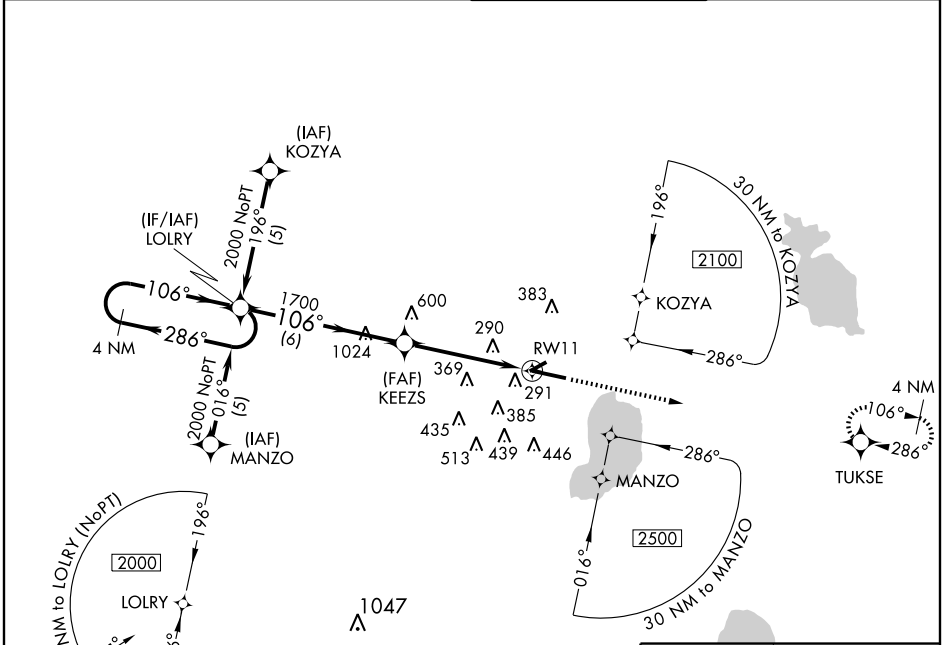 (IAF)
KOZYA
2000 NoPT
196°
(5)
(IF/IAF)
LOLRY
106°
286°
4 NM
1700
106°
(6)
1024
600
(FAF)
KEEZS
2000 NoPT
016°
(5)
(IAF)
MANZO
383
290
RW11
369
291
385
435
513
439
446
30 NM to KOZYA
196°
2100
KOZYA
286°
4 NM
106°
286°
TUKSE
286°
MANZO
2500
016°
30 NM to MANZO
NM to LOLRY (NoPT)
196°
2000
LOLRY
1047